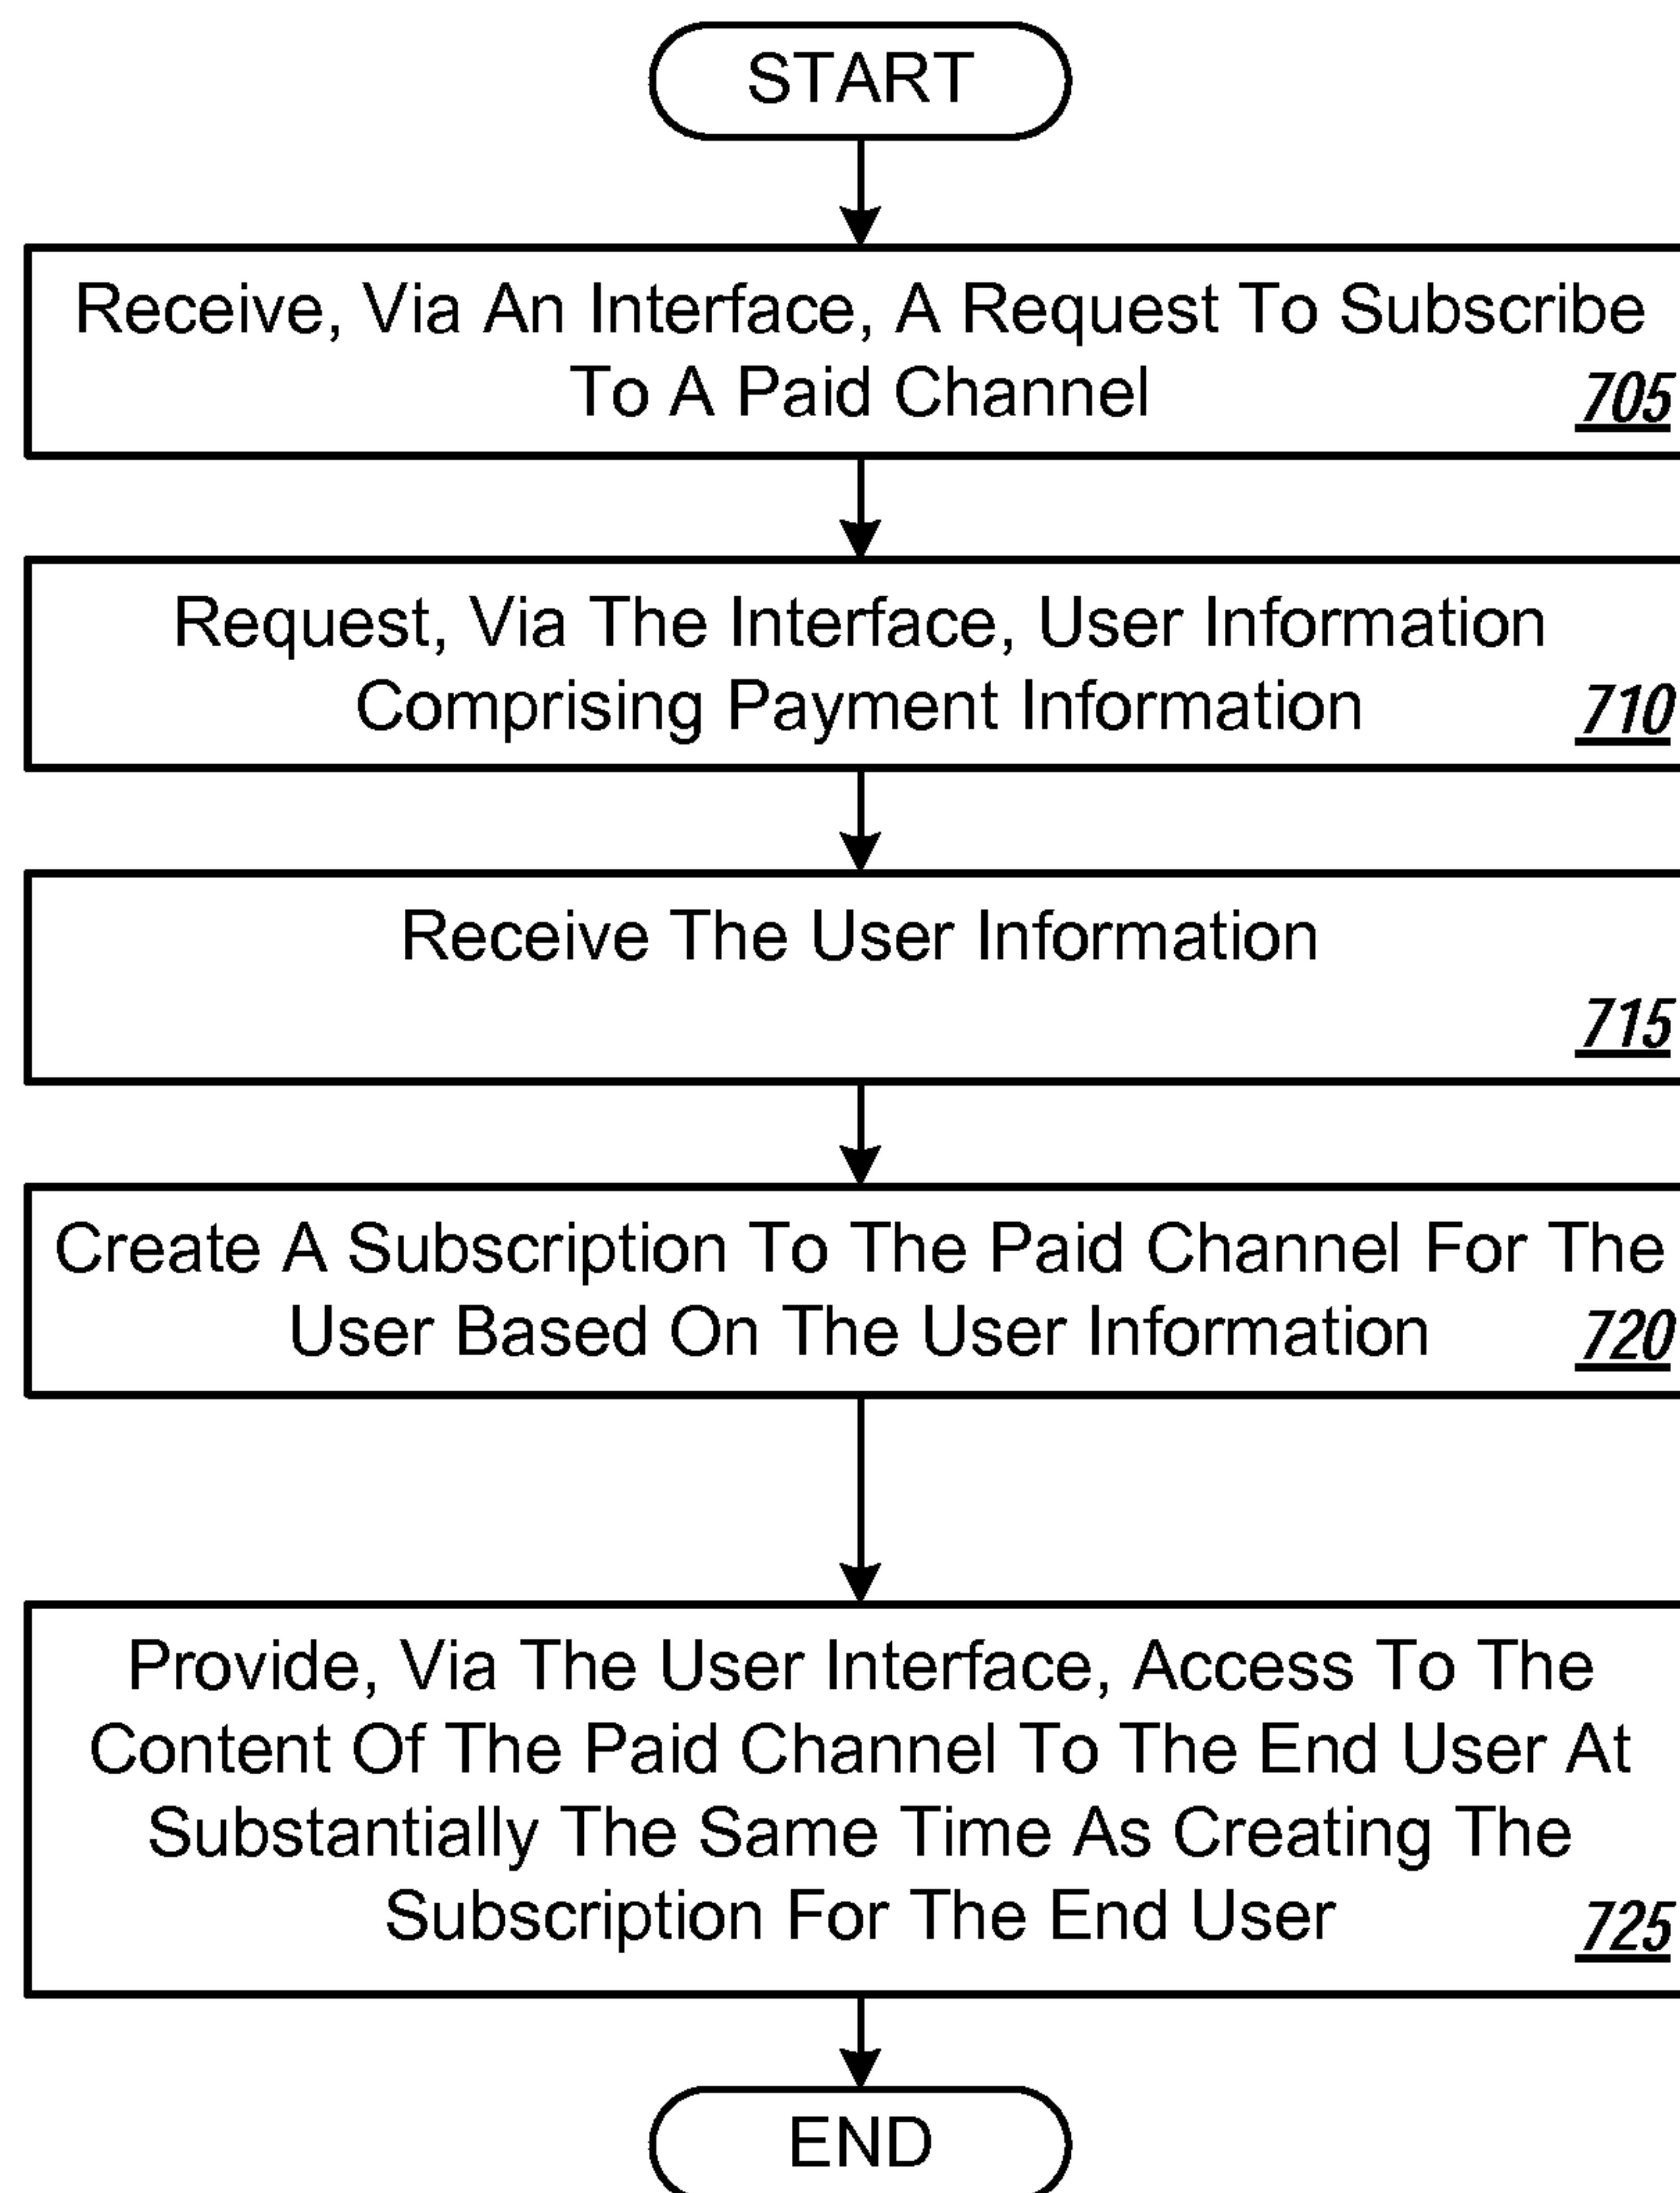 START
Receive, Via An Interface, A Request To Subscribe
To A Paid Channel
705
Request, Via The Interface, User Information
Comprising Payment Information
710
Receive The User Information
715
Create A Subscription To The Paid Channel For The
User Based On The User Information
720
Provide, Via The User Interface, Access To The
Content Of The Paid Channel To The End User At
Substantially The Same Time As Creating The
Subscription For The End User
725
END